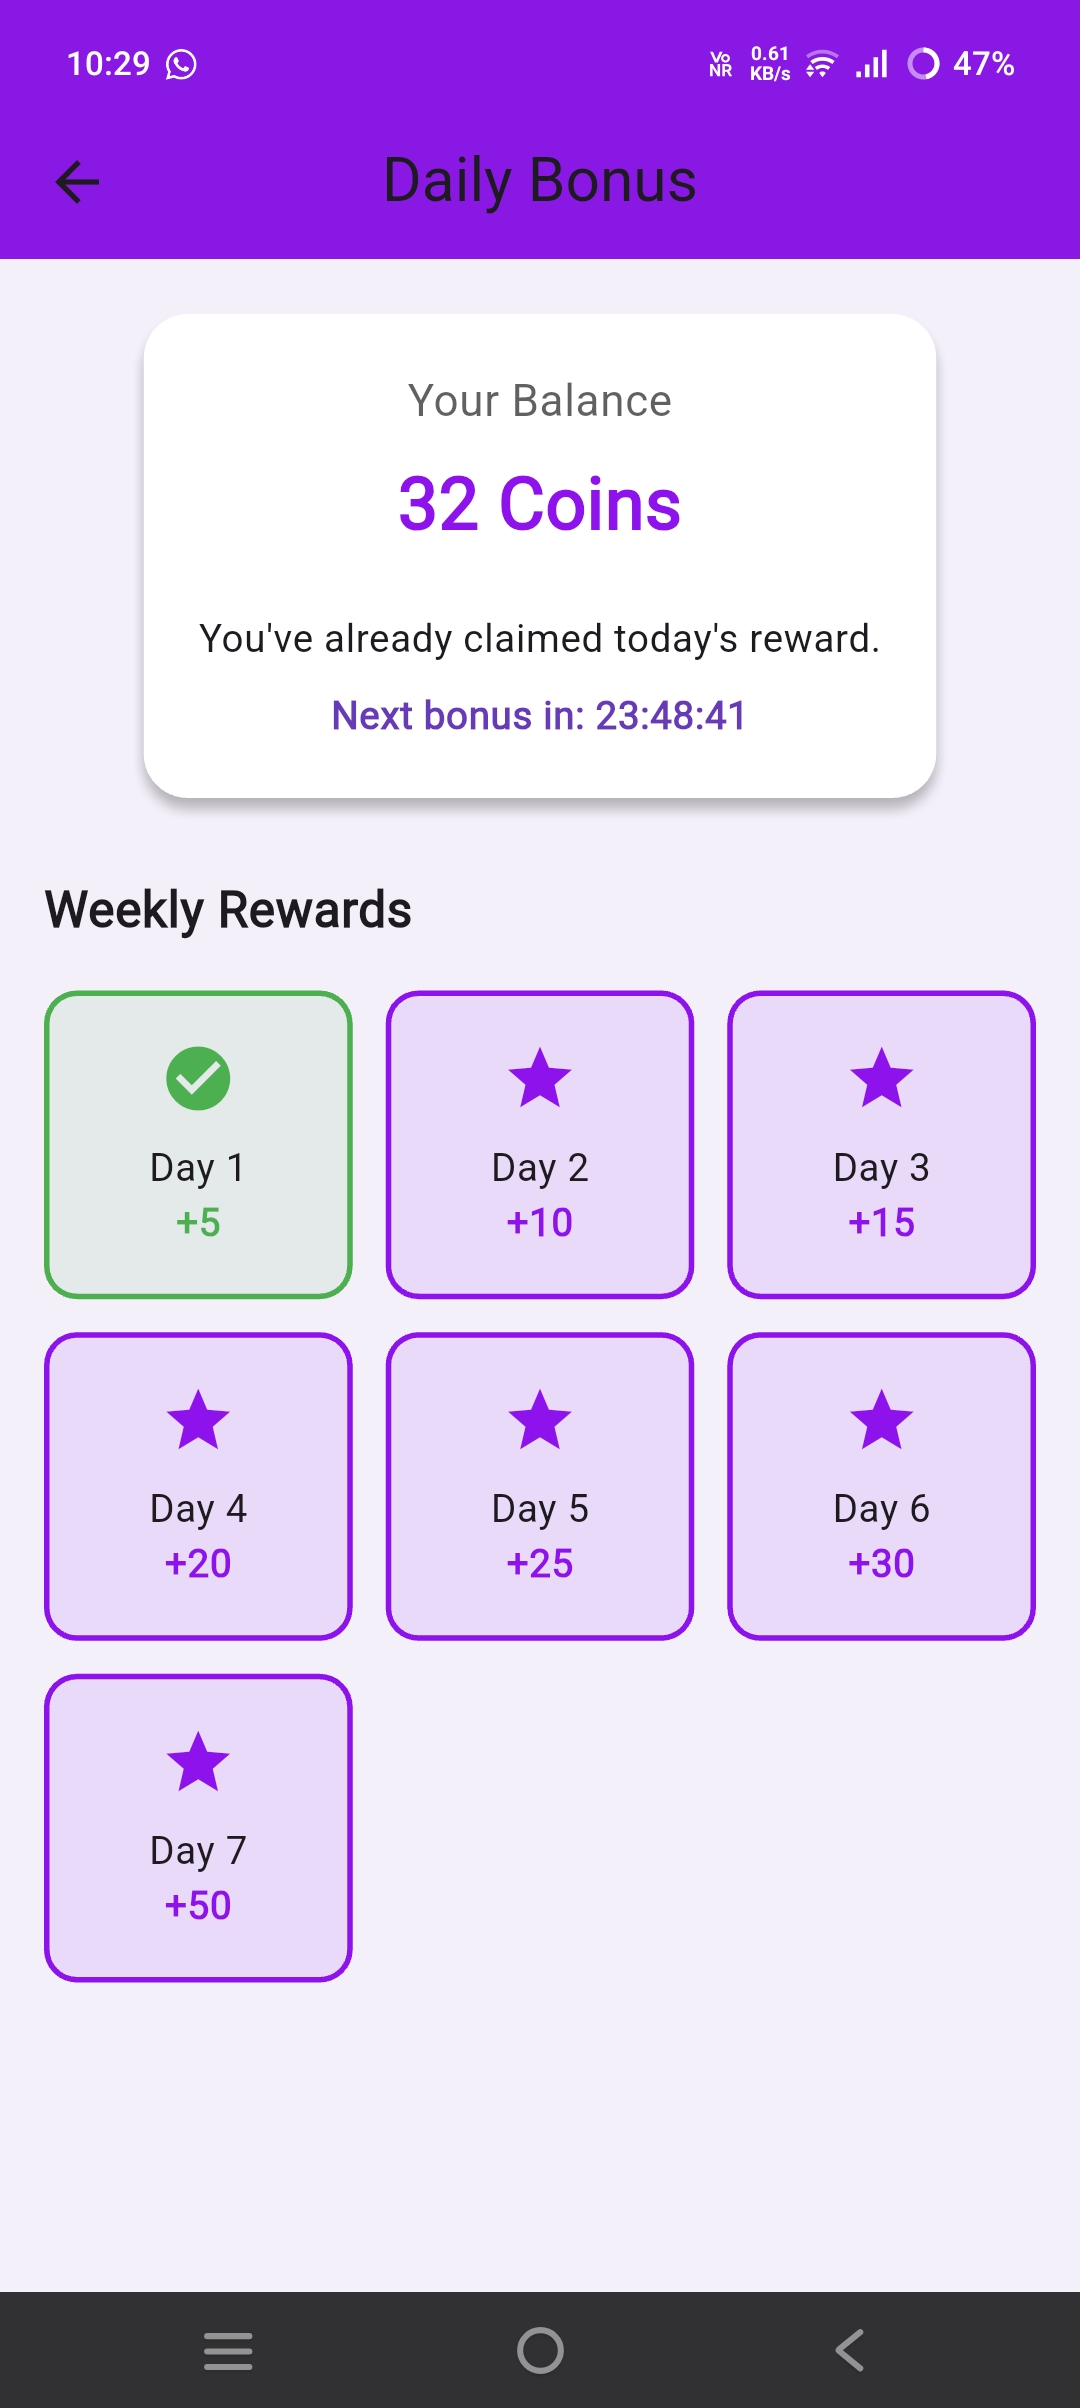 10:29
Vo
NR
0.61
KB/s
47%
Daily Bonus
Your Balance
32 Coins
You've already claimed today's reward.
Next bonus in: 23:48:41
Weekly Rewards
Day 1
+5
Day 2
+10
Day 3
+15
Day 4
+20
Day 5
+25
Day 6
+30
Day 7
+50